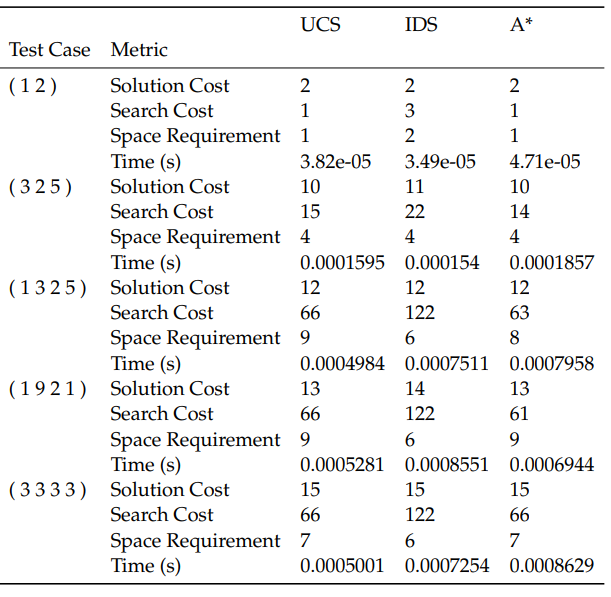 UCS IDS A*
Test Case Metric
( 1 2 ) Solution Cost 2 2 2
Search Cost 1 3 1
Space Requirement 1 2 1
Time (s) 3.82e-05 3.49e-05 4.71e-05
( 3 2 5 ) Solution Cost 10 11 10
Search Cost 15 22 14
Space Requirement 4 4 4
Time (s) 0.0001595 0.000154 0.0001857
( 1 3 2 5 ) Solution Cost 12 12 12
Search Cost 66 122 63
Space Requirement 9 6 8
Time (s) 0.0004984 0.0007511 0.0007958
( 1 9 2 1 ) Solution Cost 13 14 13
Search Cost 66 122 61
Space Requirement 9 6 9
Time (s) 0.0005281 0.0008551 0.0006944
( 3 3 3 3 ) Solution Cost 15 15 15
Search Cost 66 122 66
Space Requirement 7 6 7
Time (s) 0.0005001 0.0007254 0.0008629